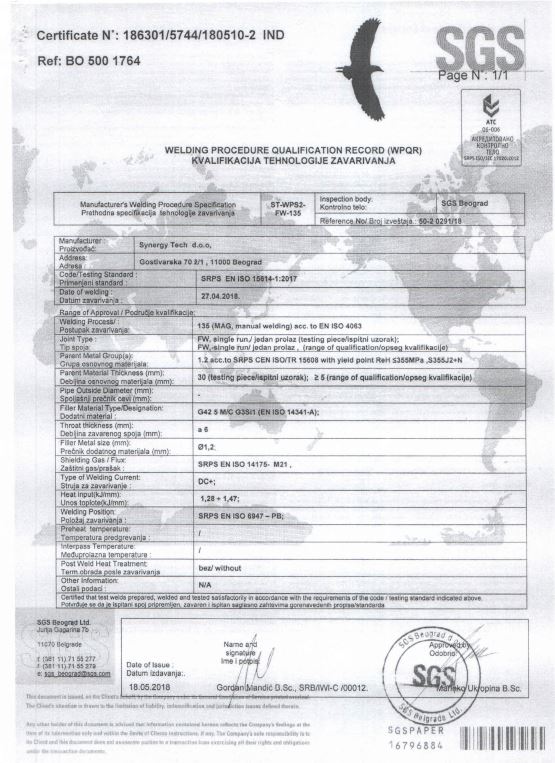 Certificate N°: 186301/5744/180510-2 IND
Ref: BO 500 1764
SGS
Page N°: 1/1
ATC
06-006
АКРЕДИТОВАНО
КОНТРОЛНО
ТЕЛО
SRPS ISO/IEC 17020:2012
WELDING PROCEDURE QUALIFICATION RECORD (WPQR)
KVALIFIKACIJA TEHNOLOGIJE ZAVARIVANJA
Manufacturer's Welding Procedure Specification
Prethodna specifikacija tehnologije zavarivanja
ST-WPS2-
FW-135
Inspection body:
Kontrolno telo:
SGS Beograd
Reference No/ Broj izveštaja.: 50-2 0291/18
Manufacturer :
Proizvođač:
Synergy Tech d.o.o,
Address:
Adresa :
Gostivarska 70 2/1 , 11000 Beograd
Code/Testing Standard :
Primenjeni standard :
SRPS EN ISO 15614-1:2017
Date of welding :
Datum zavarivanja :
27.04.2018.
Range of Approval / Područje kvalifikacije:
Welding Process/ :
Postupak zavarivanja:
135 (MAG, manual welding) acc. to EN ISO 4063
Joint Type :
Tip spoja:
FW, single run/ jedan prolaz (testing piece/ispitni uzorak);
FW,-single run/ jedan prolaz , (range of qualification/opseg kvalifikacije)
Parent Metal Group(s):
Grupa osnovnog materijala:
1.2 acc.to SRPS CEN ISO/TR 15608 with yield point ReH ≤355MPa ,S355J2+N
Parent Material Thickness (mm):
Debljina osnovnog materijala (mm):
30 (testing piece/ispitni uzorak); ≥ 5 (range of qualification/opseg kvalifikacije)
Pipe Outside Diameter (mm):
Spoljašnji prečnik cevi (mm):
-
Filler Material Type/Designation:
Dodatni material :
G42 5 M/C G3Si1 (EN ISO 14341-A);
Throat thickness (mm):
Debljina zavarenog spoja (mm):
a 6
Filler Metal size (mm):
Prečnik dodatnog materijala (mm):
Ø1,2
Shielding Gas / Flux:
Zaštitni gas/prašak :
SRPS EN ISO 14175- M21 ,
Type of Welding Current:
Struja za zavarivanje :
DC+;
Heat input(kJ/mm):
Unos toplote(kJ/mm):
1,28 ÷ 1,47;
Welding Position:
Položaj zavarivanja :
SRPS EN ISO 6947 – PB;
Preheat temperature:
Temperatura predgrevanja :
/
Interpass Temperature:
Međuprolazna temperature :
/
Post Weld Heat Treatment:
Term.obrada posle zavarivanja
bez/ without
Other Information:
Ostali podaci :
N/A
Certified that test welds prepared, welded and tested satisfactorily in accordance with the requirements of the code / testing standard indicated above.
Potvrđuje se da je ispitani spoj pripremljen, zavaren i ispitan saglasno zahtevima gorenavedenih propisa/standarda
SGS Beograd Ltd.
Jurija Gagarina 7b
11070 Belgrade
t: (381 11) 71 55 277
f: (381 11) 71 55 279
e: sgs_beograd@sgs.com
Date of Issue :
Datum izdavanja:.
18.05.2018
Name and
signature
Ime i potpis:
Gordan Mandić D.Sc., SRB/IWI-C /00012.
Approved by
Odobrio:
Marinko Ukropina B.Sc.
SGS Beograd d
SGS
SGS Belgrade Ltd.
This document is issued, on the Client's behalf, by the Company under its General Conditions of Service printed overleaf.
The Client's attention is drawn to the limitation of liability, indemnification and jurisdiction issues defined therein.
Any other holder of this document is advised that information contained hereon reflects the Company's findings at the
time of its intervention only and within the limits of Clients instructions, if any. The Company's sole responsibility is to
its Client and this document does not exonerate parties to a transaction from exercising all their rights and obligations
under the transaction documents.
SGSPAPER
16796884